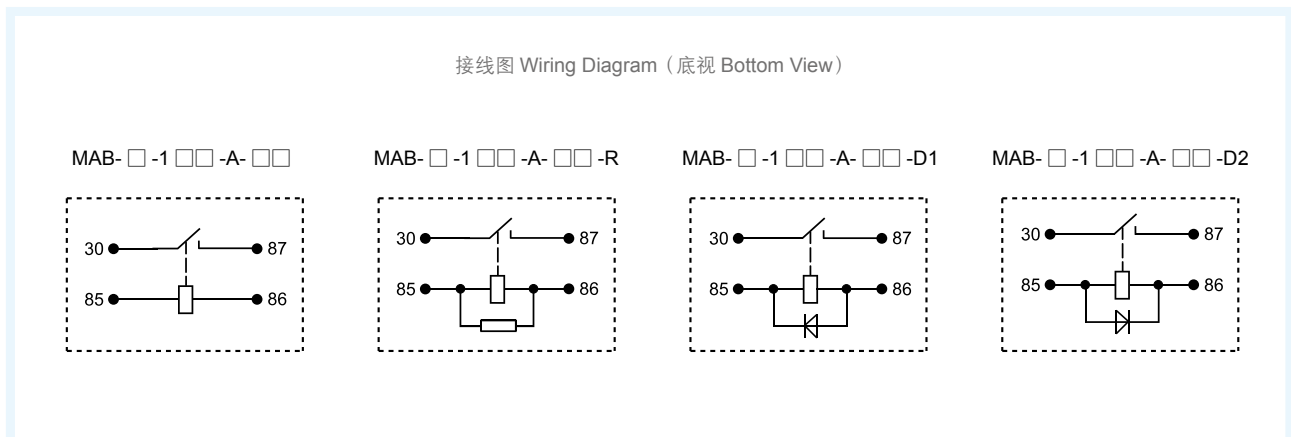 接线图 Wiring Diagram（底视 Bottom View）
MAB- □ -1 □□ -A- □□
MAB- □ -1 □□ -A- □□ -R
MAB- □ -1 □□ -A- □□ -D1
MAB- □ -1 □□ -A- □□ -D2
30 87
85 86
30 87
85 86
30 87
85 86
30 87
85 86